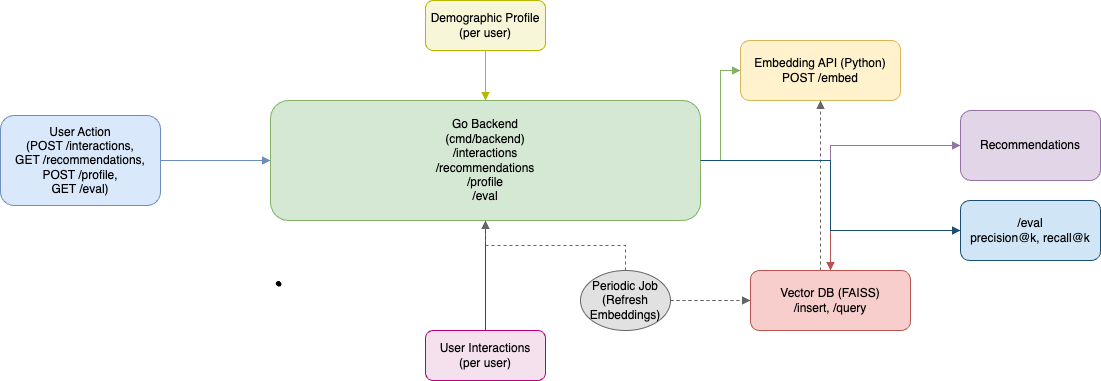 Demographic Profile
(per user)
Embedding API (Python)
POST /embed
User Action
(POST /interactions,
GET /recommendations,
POST /profile,
GET /eval)
Go Backend
(cmd/backend)
/interactions
/recommendations
/profile
/eval
Recommendations
/eval
precision@k, recall@k
Periodic Job
(Refresh
Embeddings)
Vector DB (FAISS)
/insert, /query
User Interactions
(per user)